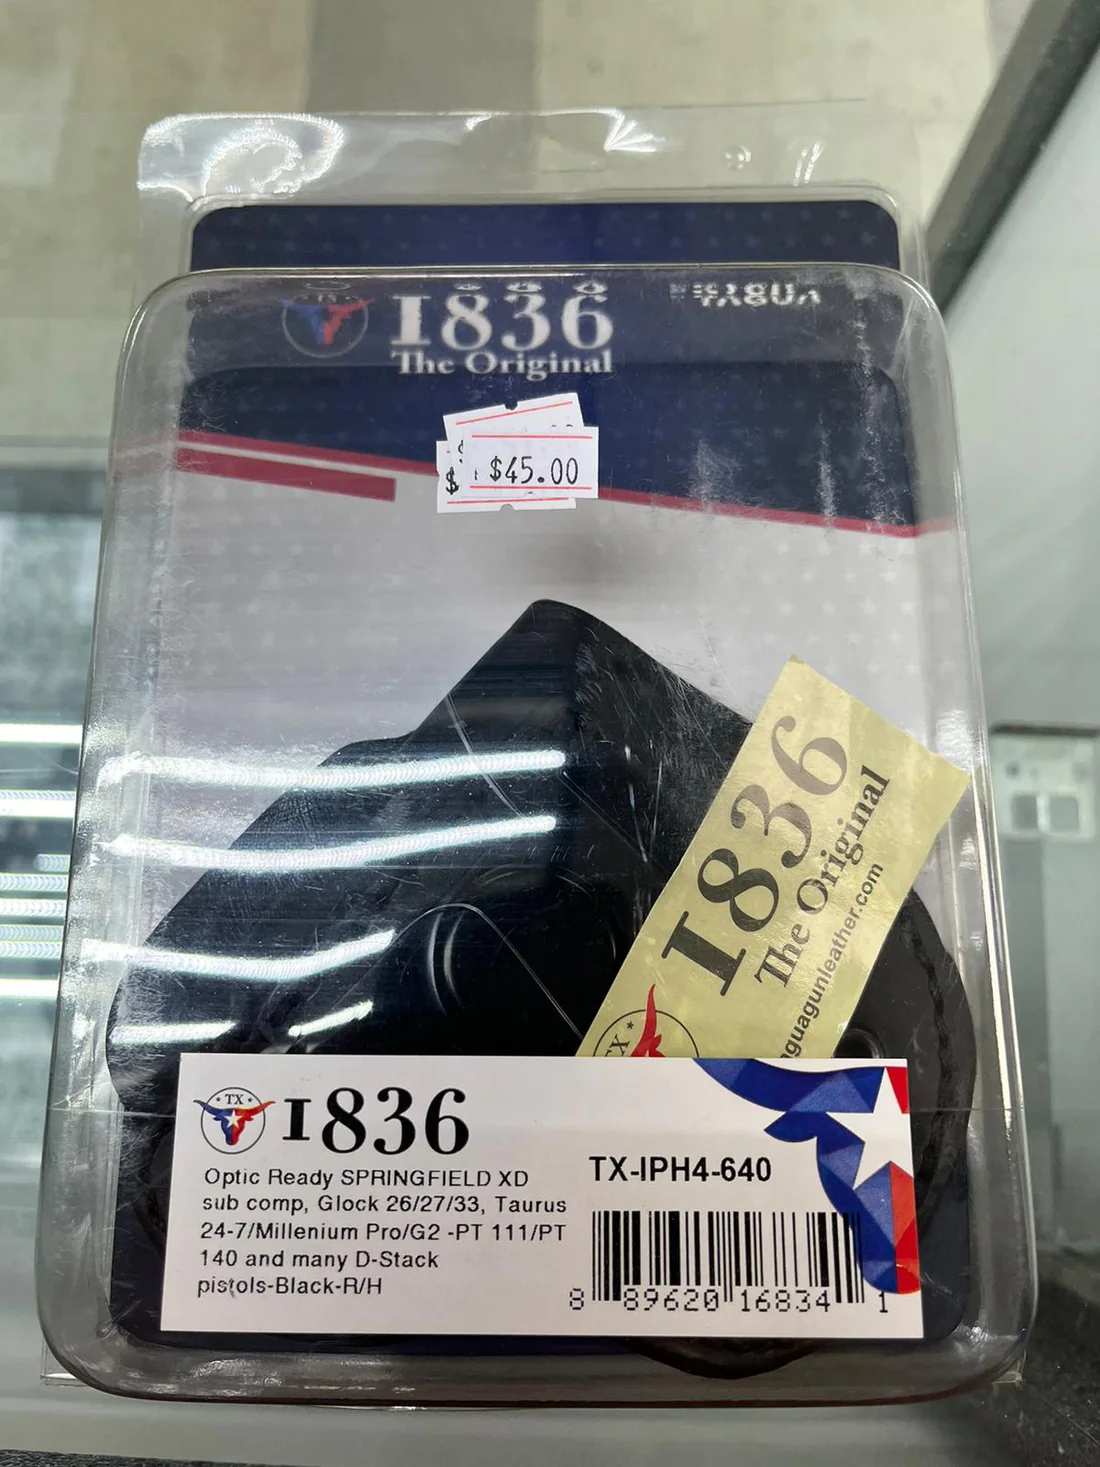 1836
The Original
$
$
$45.00
1836
The Original
guagunleather.com
TX
TX
1836
Optic Ready SPRINGFIELD XD
sub comp, Glock 26/27/33, Taurus
24-7/Millenium Pro/G2 -PT 111/PT
140 and many D-Stack
pistols-Black-R/H
TX-IPH4-640
8 89620 16834 1